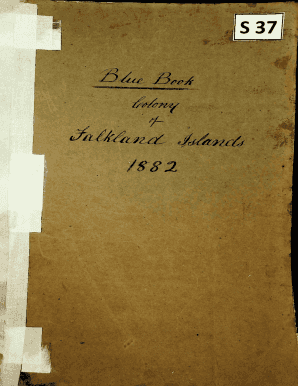 S 37
Blue Book
Colony
of
Falkland Islands
1882